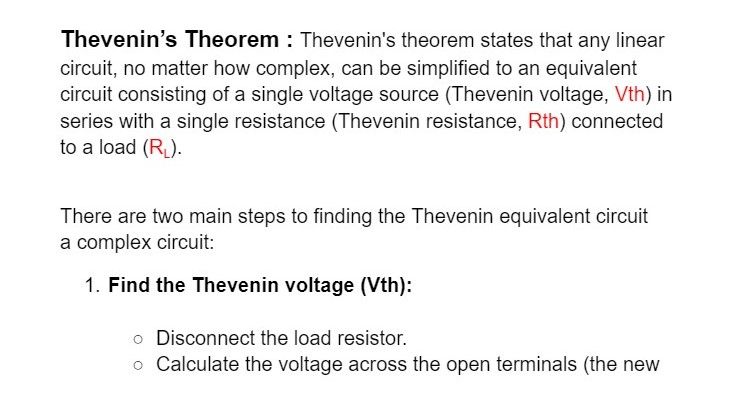 Thevenin’s Theorem : Thevenin's theorem states that any linear
circuit, no matter how complex, can be simplified to an equivalent
circuit consisting of a single voltage source (Thevenin voltage, Vth) in
series with a single resistance (Thevenin resistance, Rth) connected
to a load (RL).
There are two main steps to finding the Thevenin equivalent circuit
a complex circuit:
1. Find the Thevenin voltage (Vth):
○ Disconnect the load resistor.
○ Calculate the voltage across the open terminals (the new